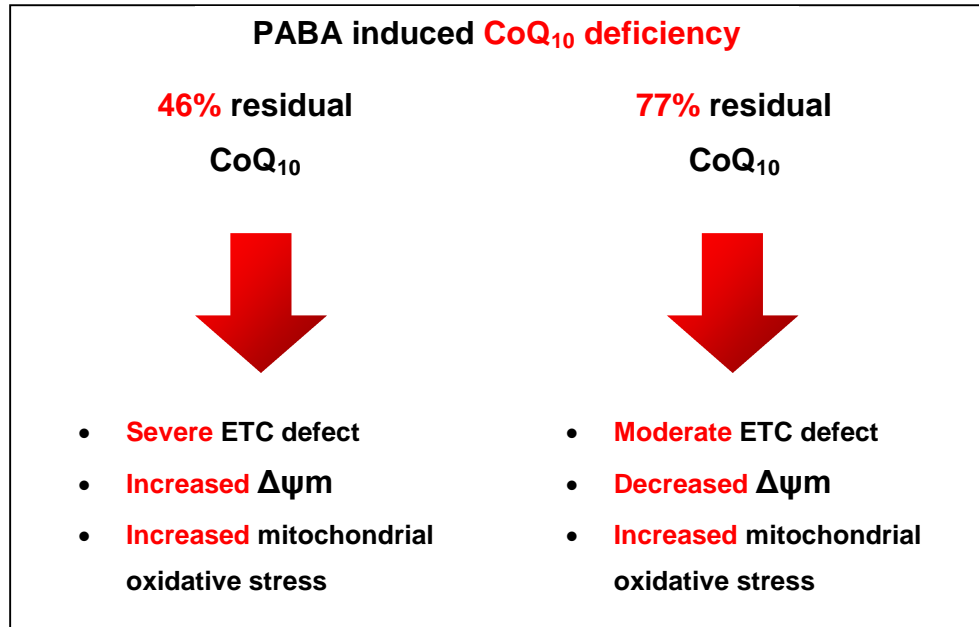 PABA induced CoQ₁₀ deficiency
46% residual
CoQ₁₀
77% residual
CoQ₁₀
• Severe ETC defect
• Increased Δψm
• Increased mitochondrial
oxidative stress
• Moderate ETC defect
• Decreased Δψm
• Increased mitochondrial
oxidative stress